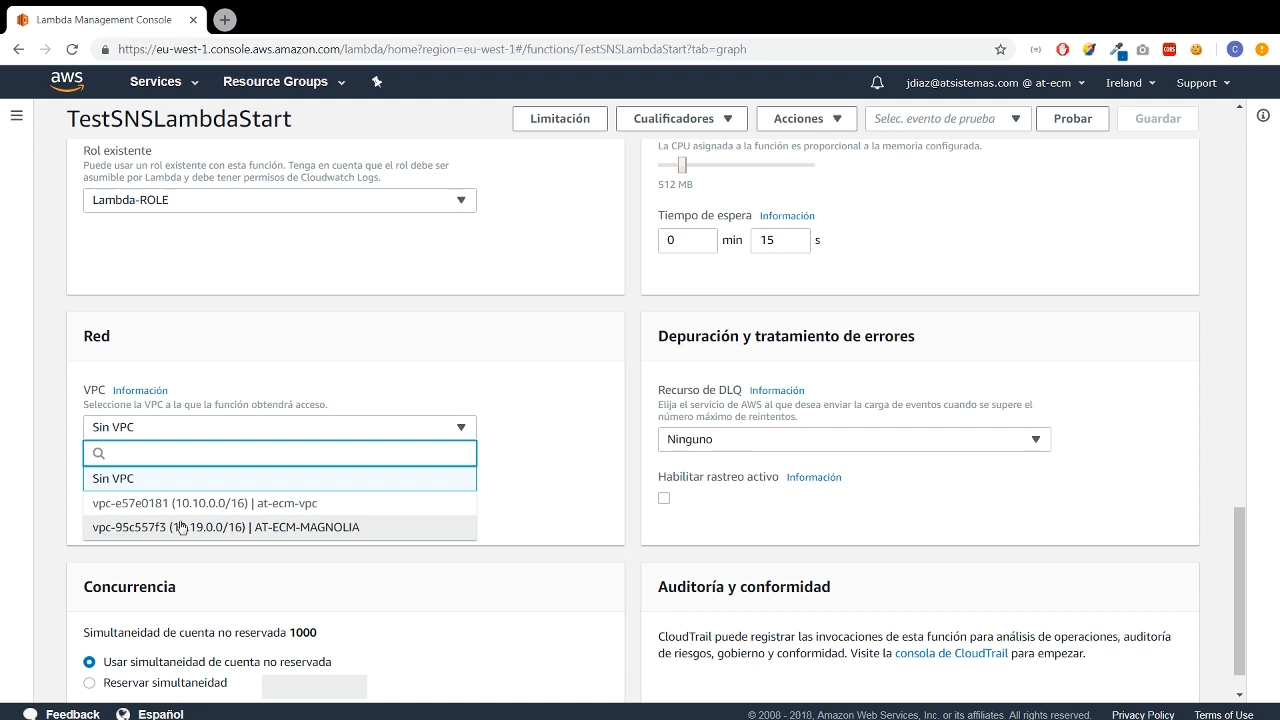 Lambda Management Console
https://eu-west-1.console.aws.amazon.com/lambda/home?region=eu-west-1#/functions/TestSNSLambdaStart?tab=graph
aws
Services
Resource Groups
jdiaz@atsistemas.com @ at-ecm
Ireland
Support
TestSNSLambdaStart
Limitación
Cualificadores
Acciones
Selec. evento de prueba
Probar
Guardar
Rol existente
Puede usar un rol existente con esta función. Tenga en cuenta que el rol debe ser
asumible por Lambda y debe tener permisos de Cloudwatch Logs.
Lambda-ROLE
La CPU asignada a la función es proporcional a la memoria configurada.
512 MB
Tiempo de espera Información
0 min 15 s
Red
VPC Información
Seleccione la VPC a la que la función obtendrá acceso.
Sin VPC
Sin VPC
vpc-e57e0181 (10.10.0.0/16) | at-ecm-vpc
vpc-95c557f3 (10.19.0.0/16) | AT-ECM-MAGNOLIA
Depuración y tratamiento de errores
Recurso de DLQ Información
Elija el servicio de AWS al que desea enviar la carga de eventos cuando se supere el
número máximo de reintentos.
Ninguno
Habilitar rastreo activo Información
Concurrencia
Simultaneidad de cuenta no reservada 1000
Usar simultaneidad de cuenta no reservada
Reservar simultaneidad
Auditoría y conformidad
CloudTrail puede registrar las invocaciones de esta función para análisis de operaciones, auditoría
de riesgos, gobierno y conformidad. Visite la consola de CloudTrail para empezar.
Feedback
Español
© 2008 - 2018, Amazon Web Services, Inc. or its affiliates. All rights reserved.
Privacy Policy
Terms of Use